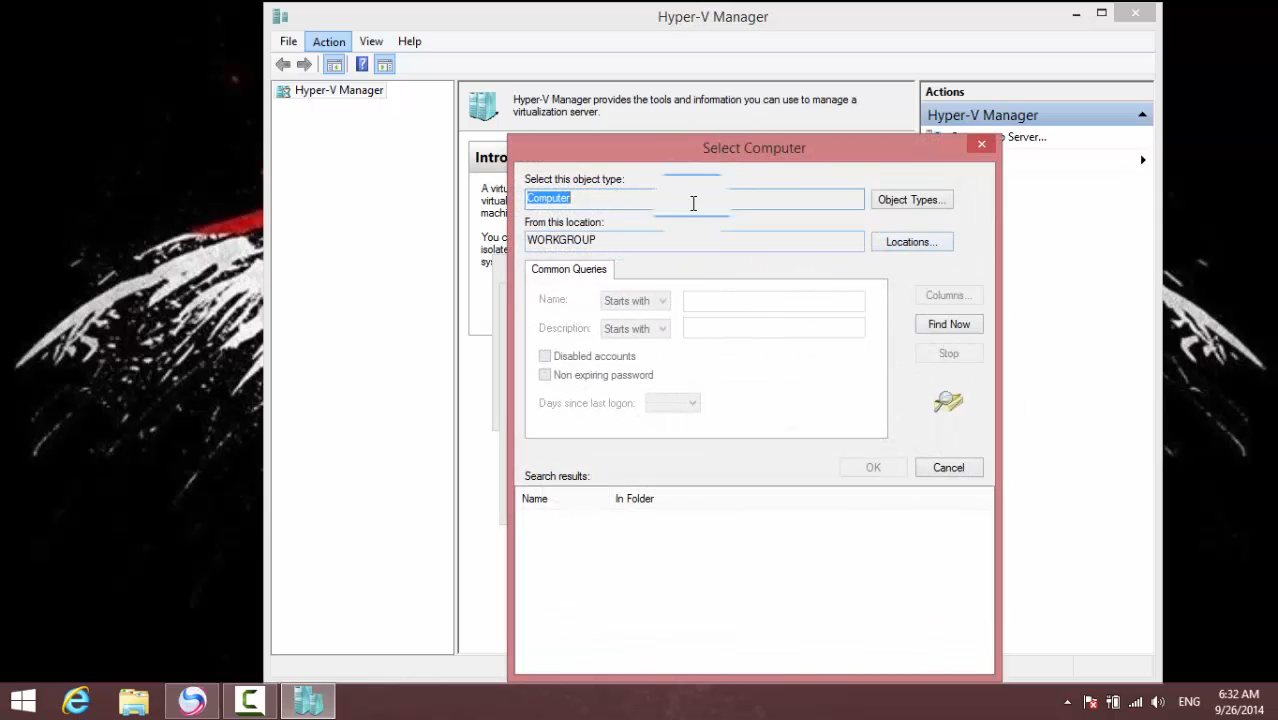 Hyper-V Manager
File Action View Help
Hyper-V Manager
Hyper-V Manager provides the tools and information you can use to manage a
virtualization server.
Intro
A virtu
virtual
machin
You c
isolate
sy
Actions
Hyper-V Manager
Server...
Select Computer
Select this object type:
Computer
Object Types...
From this location:
WORKGROUP
Locations...
Common Queries
Name: Starts with
Description: Starts with
Disabled accounts
Non expiring password
Days since last logon:
Columns...
Find Now
Stop
OK
Cancel
Search results:
Name In Folder
ENG
6:32 AM
9/26/2014